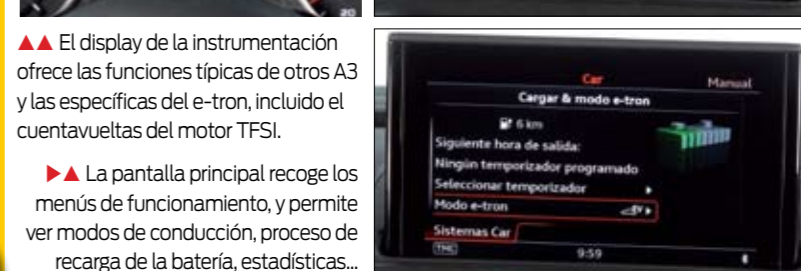 20
▲▲ El display de la instrumentación
ofrece las funciones típicas de otros A3
y las específicas del e-tron, incluido el
cuentavueltas del motor TFSI.
▶▲ La pantalla principal recoge los
menús de funcionamiento, y permite
ver modos de conducción, proceso de
recarga de la batería, estadísticas...
Car Manual
Cargar & modo e-tron
6 km
Siguiente hora de salida:
Ningún temporizador programado
Seleccionar temporizador
Modo e-tron EV
Sistemas Car
TMC 9:59